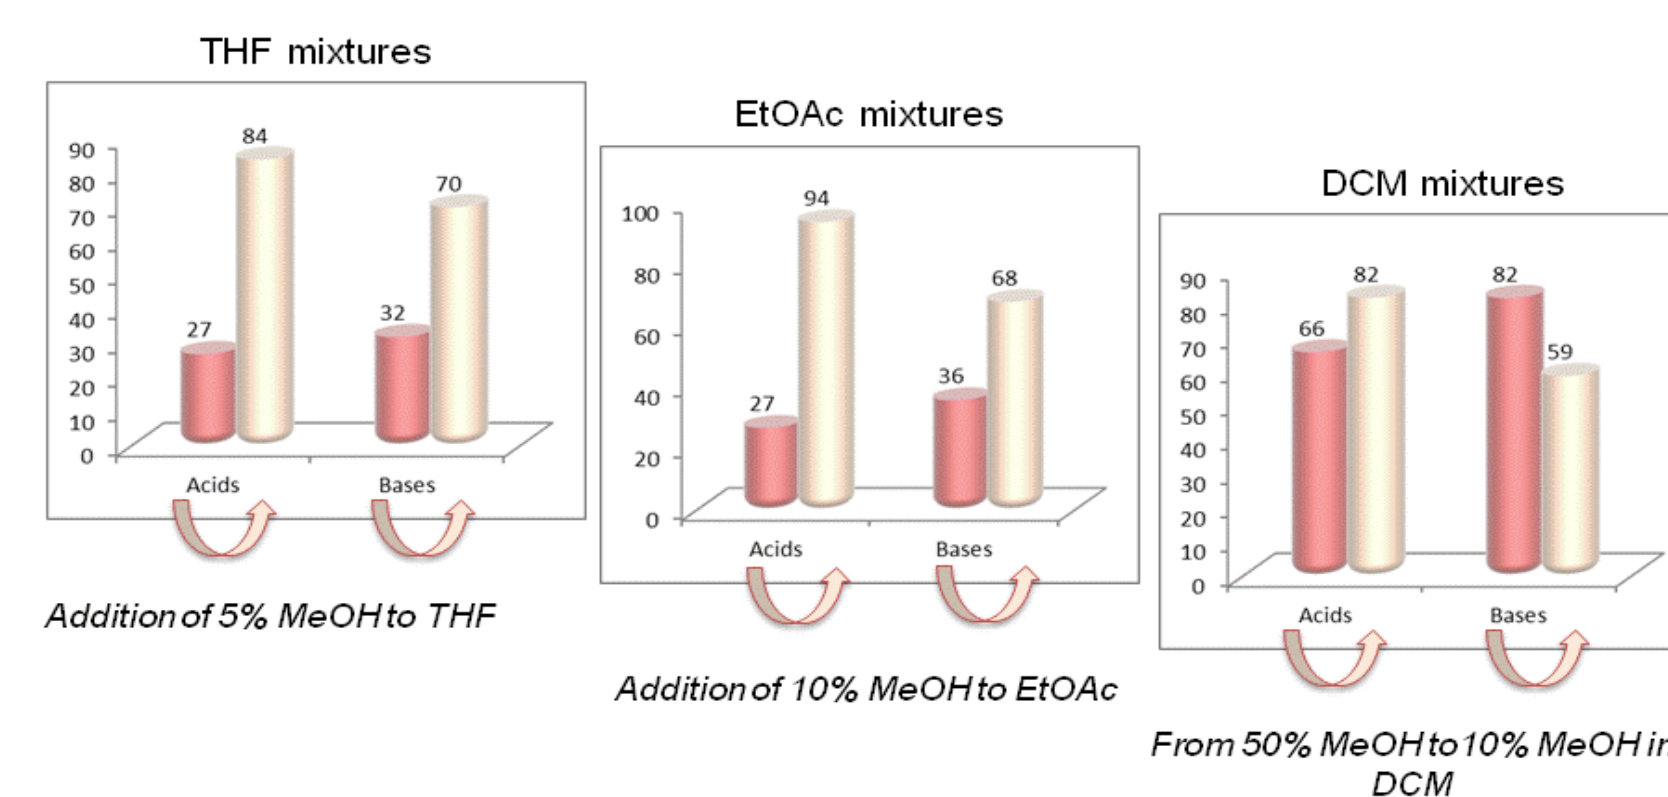 THF mixtures
84
90
80
70
70
60
50
40
32
27
30
20
10
0
Acids
Bases
Addition of 5% MeOH to THF
EtOAc mixtures
94
100
80
68
60
36
40
27
20
0
Acids
Bases
Addition of 10% MeOH to EtOAc
DCM mixtures
82
82
90
80
66
70
59
60
50
40
30
20
10
0
Acids
Bases
From 50% MeOH to 10% MeOH in
DCM